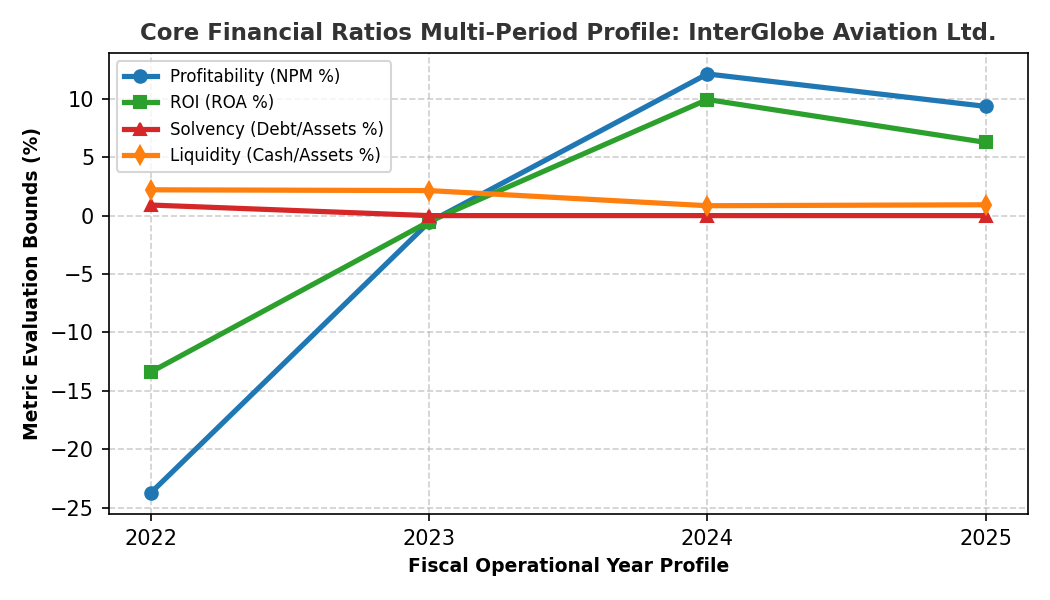 Core Financial Ratios Multi-Period Profile: InterGlobe Aviation Ltd.
Profitability (NPM %)
ROI (ROA %)
Solvency (Debt/Assets %)
Liquidity (Cash/Assets %)
Metric Evaluation Bounds (%)
10
5
0
−5
−10
−15
−20
−25
2022
2023
2024
2025
Fiscal Operational Year Profile